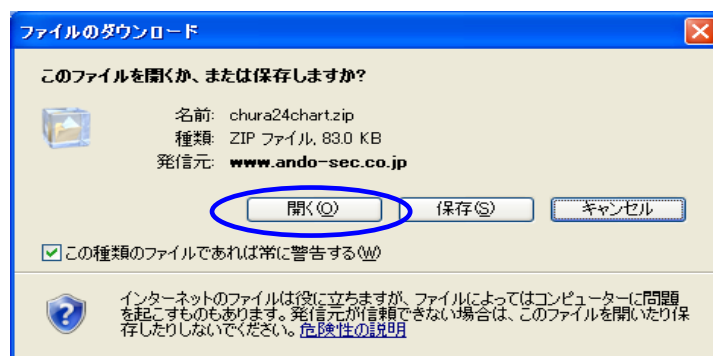 ファイルのダウンロード
このファイルを開くか、または保存しますか?
名前: chura24chart.zip
種類: ZIP ファイル, 83.0 KB
発信元: www.ando-sec.co.jp
開く(O) 保存(S) キャンセル
この種類のファイルであれば常に警告する(W)
インターネットのファイルは役に立ちますが、ファイルによってはコンピューターに問題
を起こすものもあります。発信元が信頼できない場合は、このファイルを開いたり保
存したりしないでください。危険性の説明